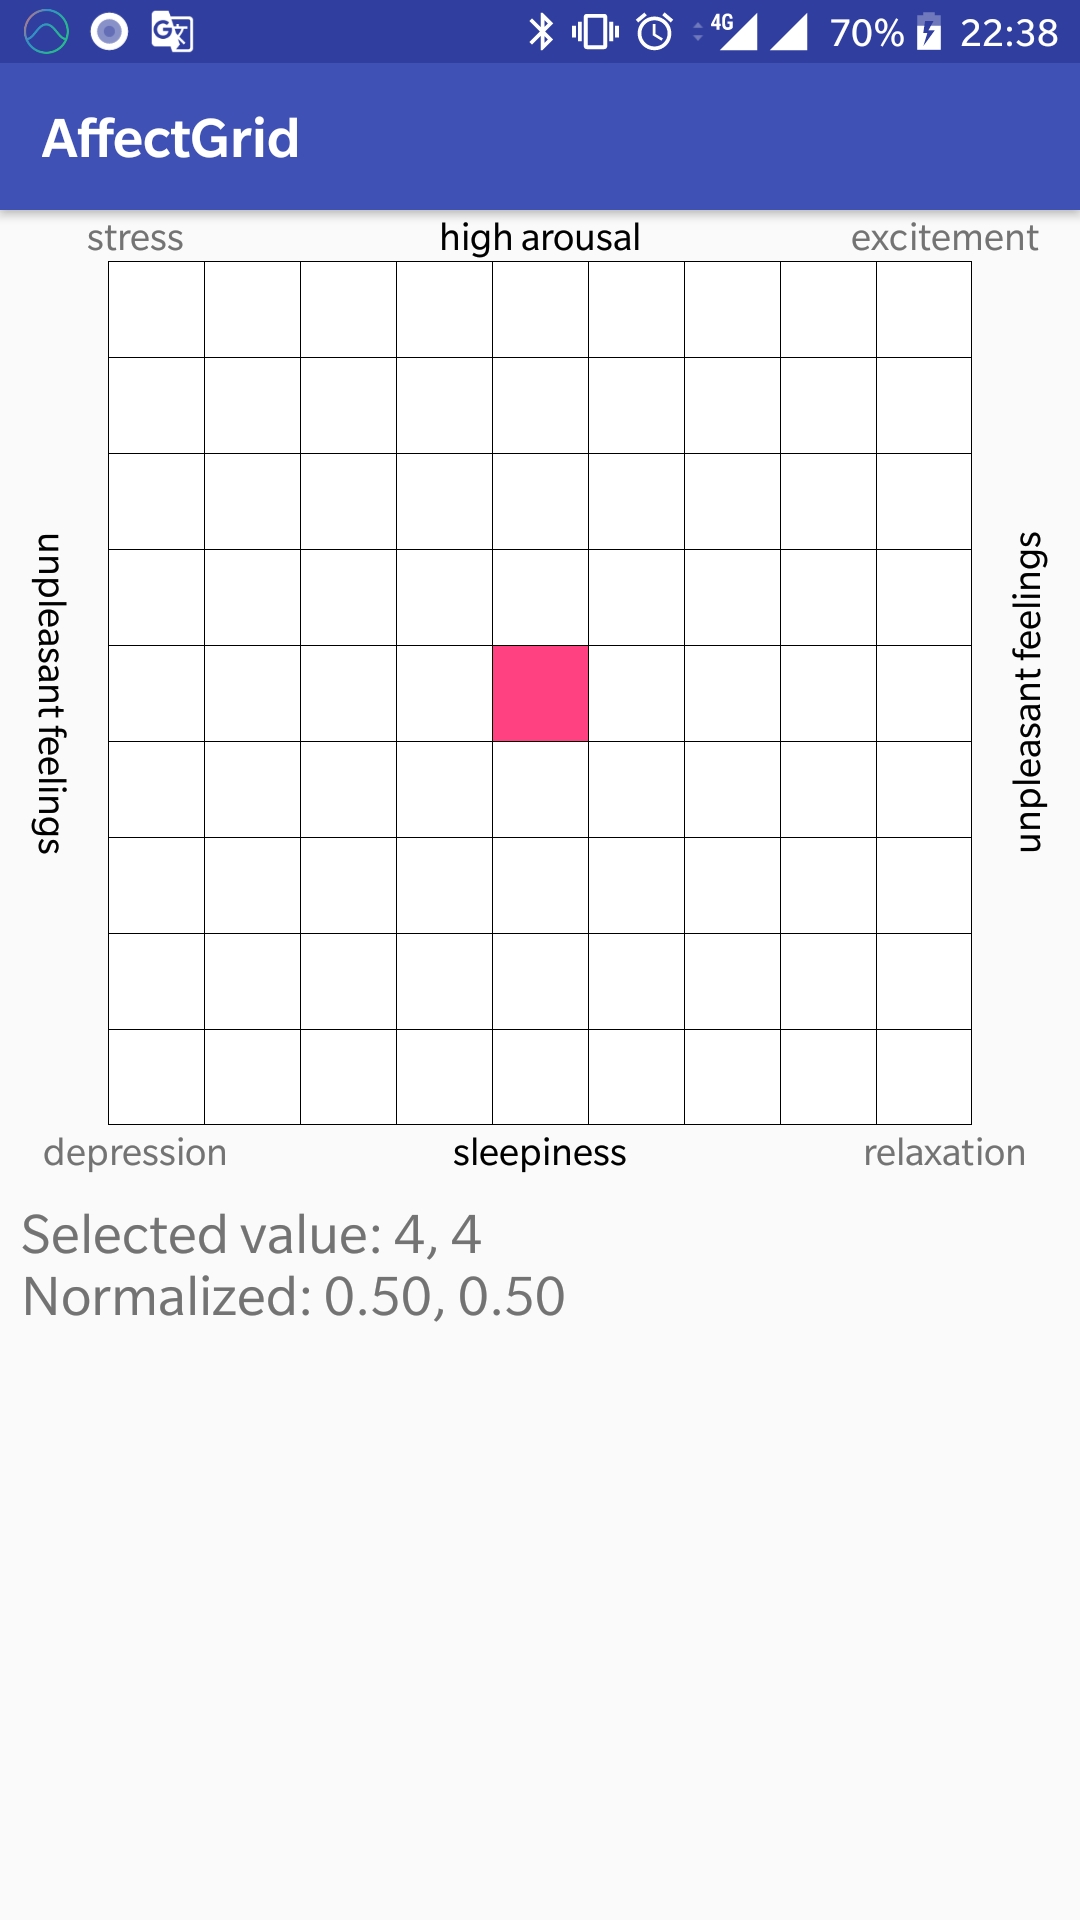 4G 70% 22:38
AffectGrid
stress high arousal excitement
unpleasant feelings
unpleasant feelings
depression sleepiness relaxation
Selected value: 4, 4
Normalized: 0.50, 0.50